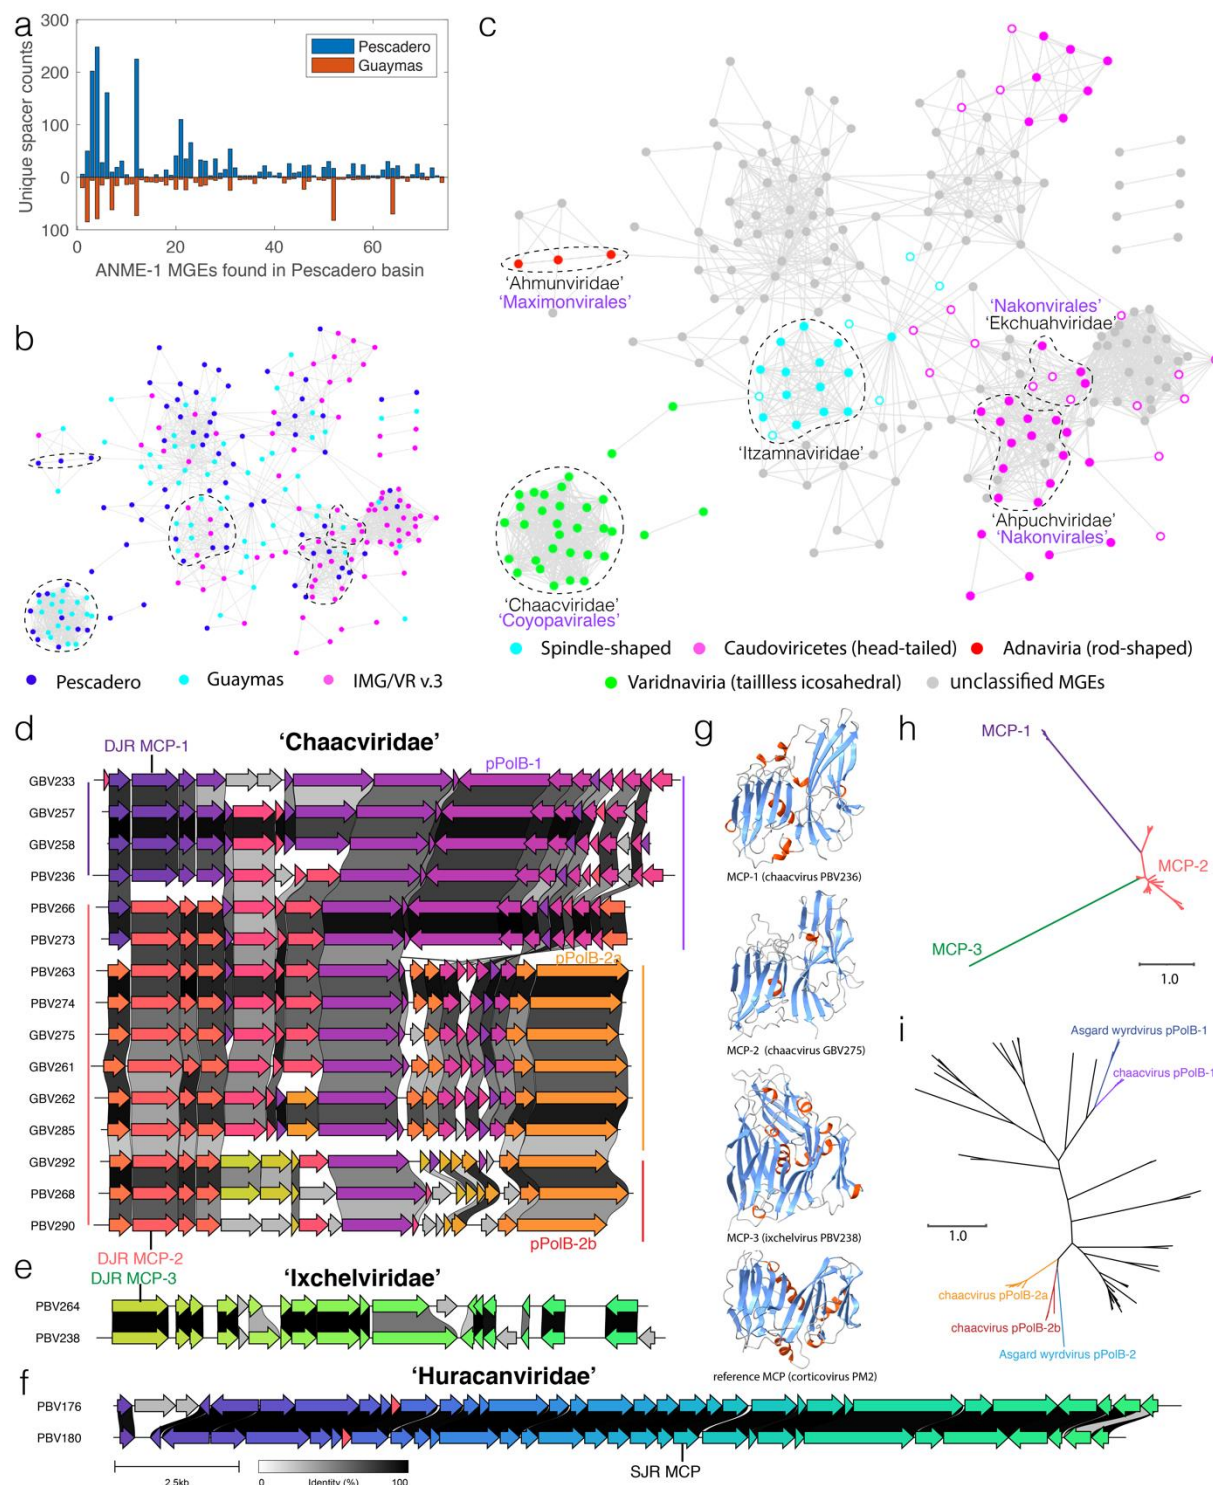 a
300
200
100
0
100
Unique spacer counts
Pescadero
Guaymas
0
20
40
60
ANME-1 MGEs found in Pescadero basin
b
Pescadero
Guaymas
IMG/VR v.3
c
‘Ahmunviridae’
‘Maximonvirales’
‘Nakonvirales’
‘Ekchuahviridae’
‘Itzamnaviridae’
‘Ahpuchviridae’
‘Nakonvirales’
‘Chaacviridae’
‘Coyopavirales’
Spindle-shaped
Caudoviricetes (head-tailed)
Adnaviria (rod-shaped)
Varidnaviria (taillless icosahedral)
unclassified MGEs
d
‘Chaacviridae’
DJR MCP-1
pPolB-1
GBV233
GBV257
GBV258
PBV236
PBV266
PBV273
pPolB-2a
PBV263
PBV274
GBV275
GBV261
GBV262
GBV285
GBV292
PBV268
PBV290
pPolB-2b
DJR MCP-2
e
DJR MCP-3
‘Ixchelviridae’
PBV264
PBV238
f
‘Huracanviridae’
PBV176
PBV180
SJR MCP
2.5kb
0
Identity (%)
100
g
MCP-1 (chaacvirus PBV236)
MCP-2 (chaacvirus GBV275)
MCP-3 (ixchelvirus PBV238)
reference MCP (corticovirus PM2)
h
MCP-1
MCP-2
MCP-3
1.0
i
Asgard wyrdvirus pPolB-1
chaacvirus pPolB-1
1.0
chaacvirus pPolB-2a
chaacvirus pPolB-2b
Asgard wyrdvirus pPolB-2